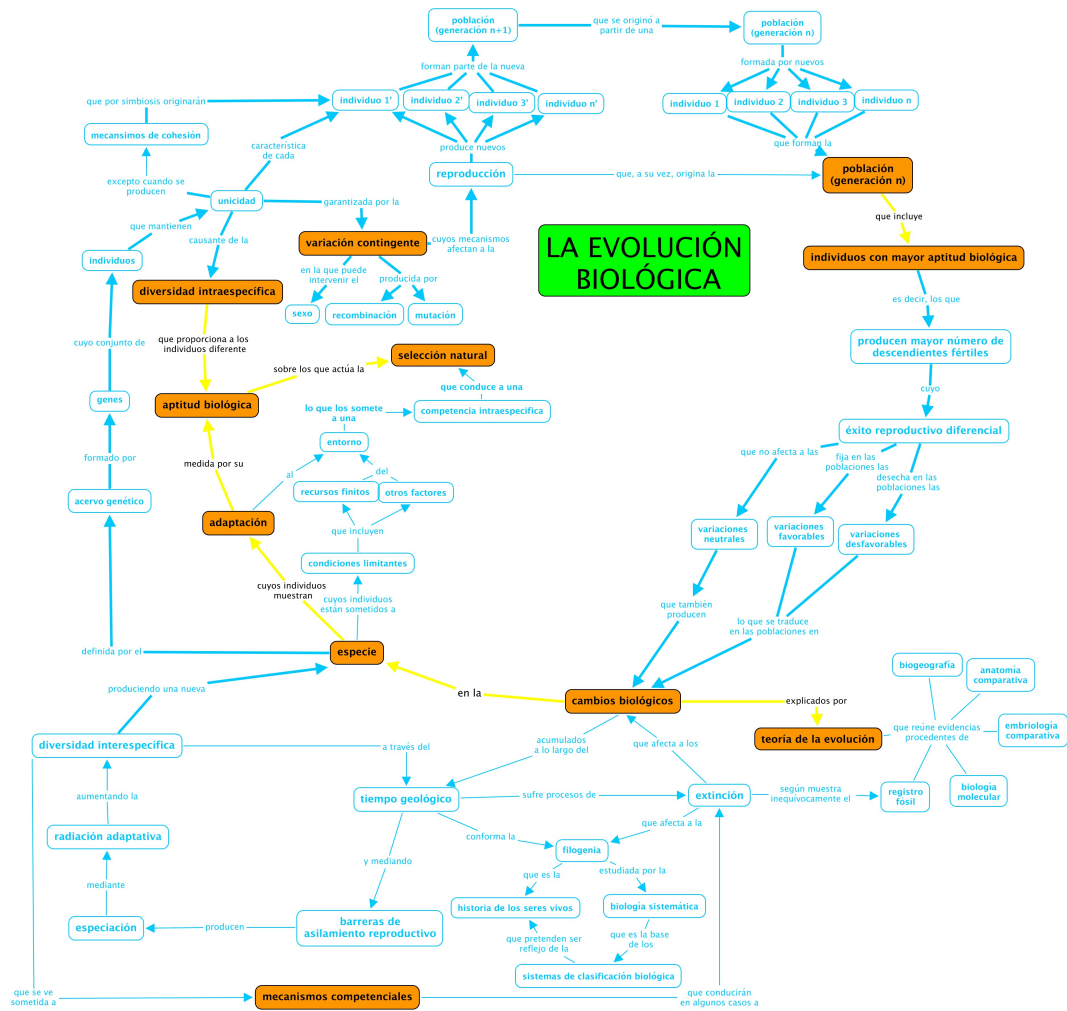 población
(generación n+1)
que se originó a
partir de una
población
(generación n)
forman parte de la nueva
formada por nuevos
que por simbiosis originarán
individuo 1'
individuo 2'
individuo 3'
individuo n'
individuo 1
individuo 2
individuo 3
individuo n
mecansimos de cohesión
característica
de cada
produce nuevos
que forman la
excepto cuando se
producen
reproducción
que, a su vez, origina la
población
(generación n)
unicidad
garantizada por la
que incluye
que mantienen
causante de la
variación contingente
cuyos mecanismos
afectan a la
LA EVOLUCIÓN
BIOLÓGICA
individuos
individuos con mayor aptitud biológica
en la que puede
intervenir el
producida por
diversidad intraespecífica
es decir, los que
sexo
recombinación
mutación
cuyo conjunto de
que proporciona a los
individuos diferente
producen mayor número de
descendientes fértiles
selección natural
sobre los que actúa la
que conduce a una
cuyo
genes
aptitud biológica
lo que los somete
a una
competencia intraespecifica
éxito reproductivo diferencial
entorno
formado por
medida por su
al
del
que no afecta a las
fija en las
poblaciones las
desecha en las
poblaciones las
acervo genético
recursos finitos
otros factores
adaptación
que incluyen
variaciones
neutrales
variaciones
favorables
variaciones
desfavorables
condiciones limitantes
cuyos individuos
muestran
cuyos individuos
están sometidos a
que también
producen
lo que se traduce
en las poblaciones en
definida por el
especie
biogeografía
anatomía
comparativa
produciendo una nueva
en la
cambios biológicos
explicados por
que reúne evidencias
procedentes de
embriología
comparativa
diversidad interespecífica
a través del
acumulados
a lo largo del
que afecta a los
teoría de la evolución
aumentando la
tiempo geológico
sufre procesos de
extinción
según muestra
inequivocamente el
registro
fósil
biología
molecular
radiación adaptativa
conforma la
que afecta a la
filogenia
y mediando
que es la
estudiada por la
mediante
historia de los seres vivos
biología sistemática
especiación
producen
barreras de
asilamiento reproductivo
que pretenden ser
reflejo de la
que es la base
de los
sistemas de clasificación biológica
que se ve
sometida a
mecanismos competenciales
que conducirán
en algunos casos a